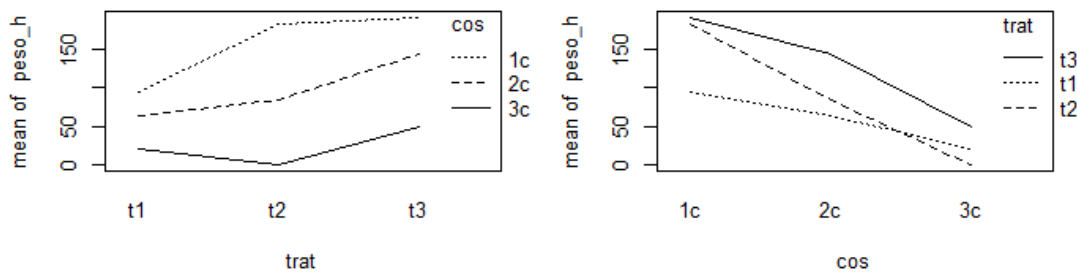 mean of peso_h
0
50
150
t1
t2
t3
trat
cos
1c
2c
3c
mean of peso_h
0
50
150
1c
2c
3c
cos
trat
t3
t1
t2